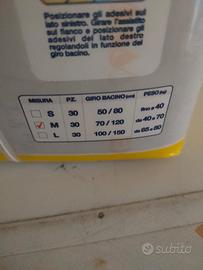 Posizionare gli adesivi sul
lato sinistro. Girare l'assistito
sul fianco e posizionare gli
adesivi del lato destro
regolandoli in funzione del
giro bacino.
MISURA PZ. GIRO BACINO (cm) PESO (kg)
S 30 50 / 80 fino a 40
M 30 70 / 120 da 40 a 70
L 30 100 / 150 da 65 a 80
subito